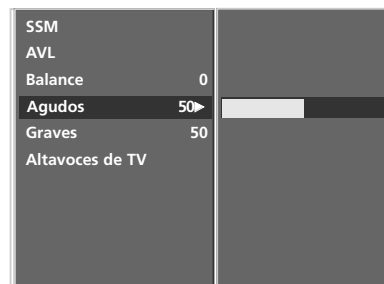 SSM
AVL
Balance 0
Agudos 50►
Graves 50
Altavoces de TV